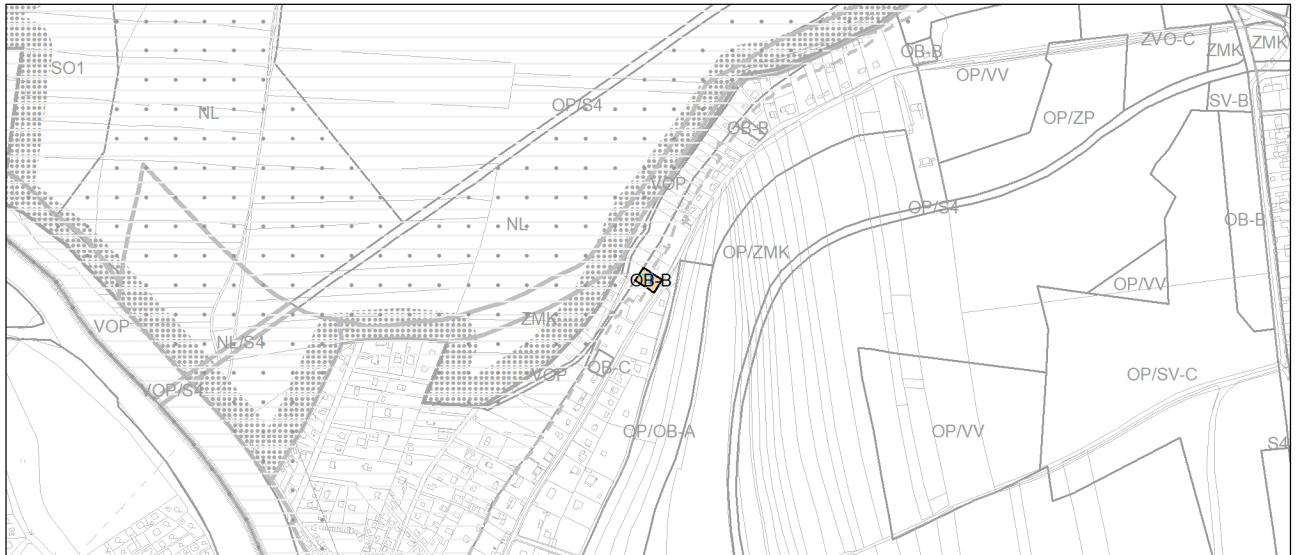 SO1
NL
OP/S4
OB-B
ZVO-C
ZMK
ZMK
OP/VV
SV-B
OP/ZP
OB-B
VOP
OP/S4
OB-B
NL
OP/ZMK
OB-B
OP/VV
VOP
ZMK
NL/S4
VOP
OB-C
OP/SV-C
VOP/S4
OP/OB-A
OP/VV
S4